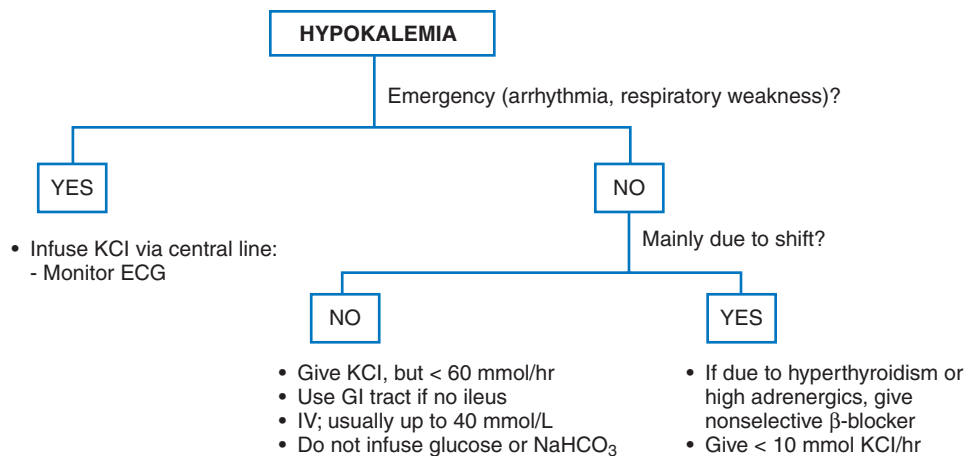 HYPOKALEMIA
Emergency (arrhythmia, respiratory weakness)?
YES
NO
• Infuse KCl via central line:
- Monitor ECG
Mainly due to shift?
NO
YES
• Give KCl, but < 60 mmol/hr
• Use GI tract if no ileus
• IV; usually up to 40 mmol/L
• Do not infuse glucose or NaHCO₃
• If due to hyperthyroidism or
high adrenergics, give
nonselective β-blocker
• Give < 10 mmol KCl/hr